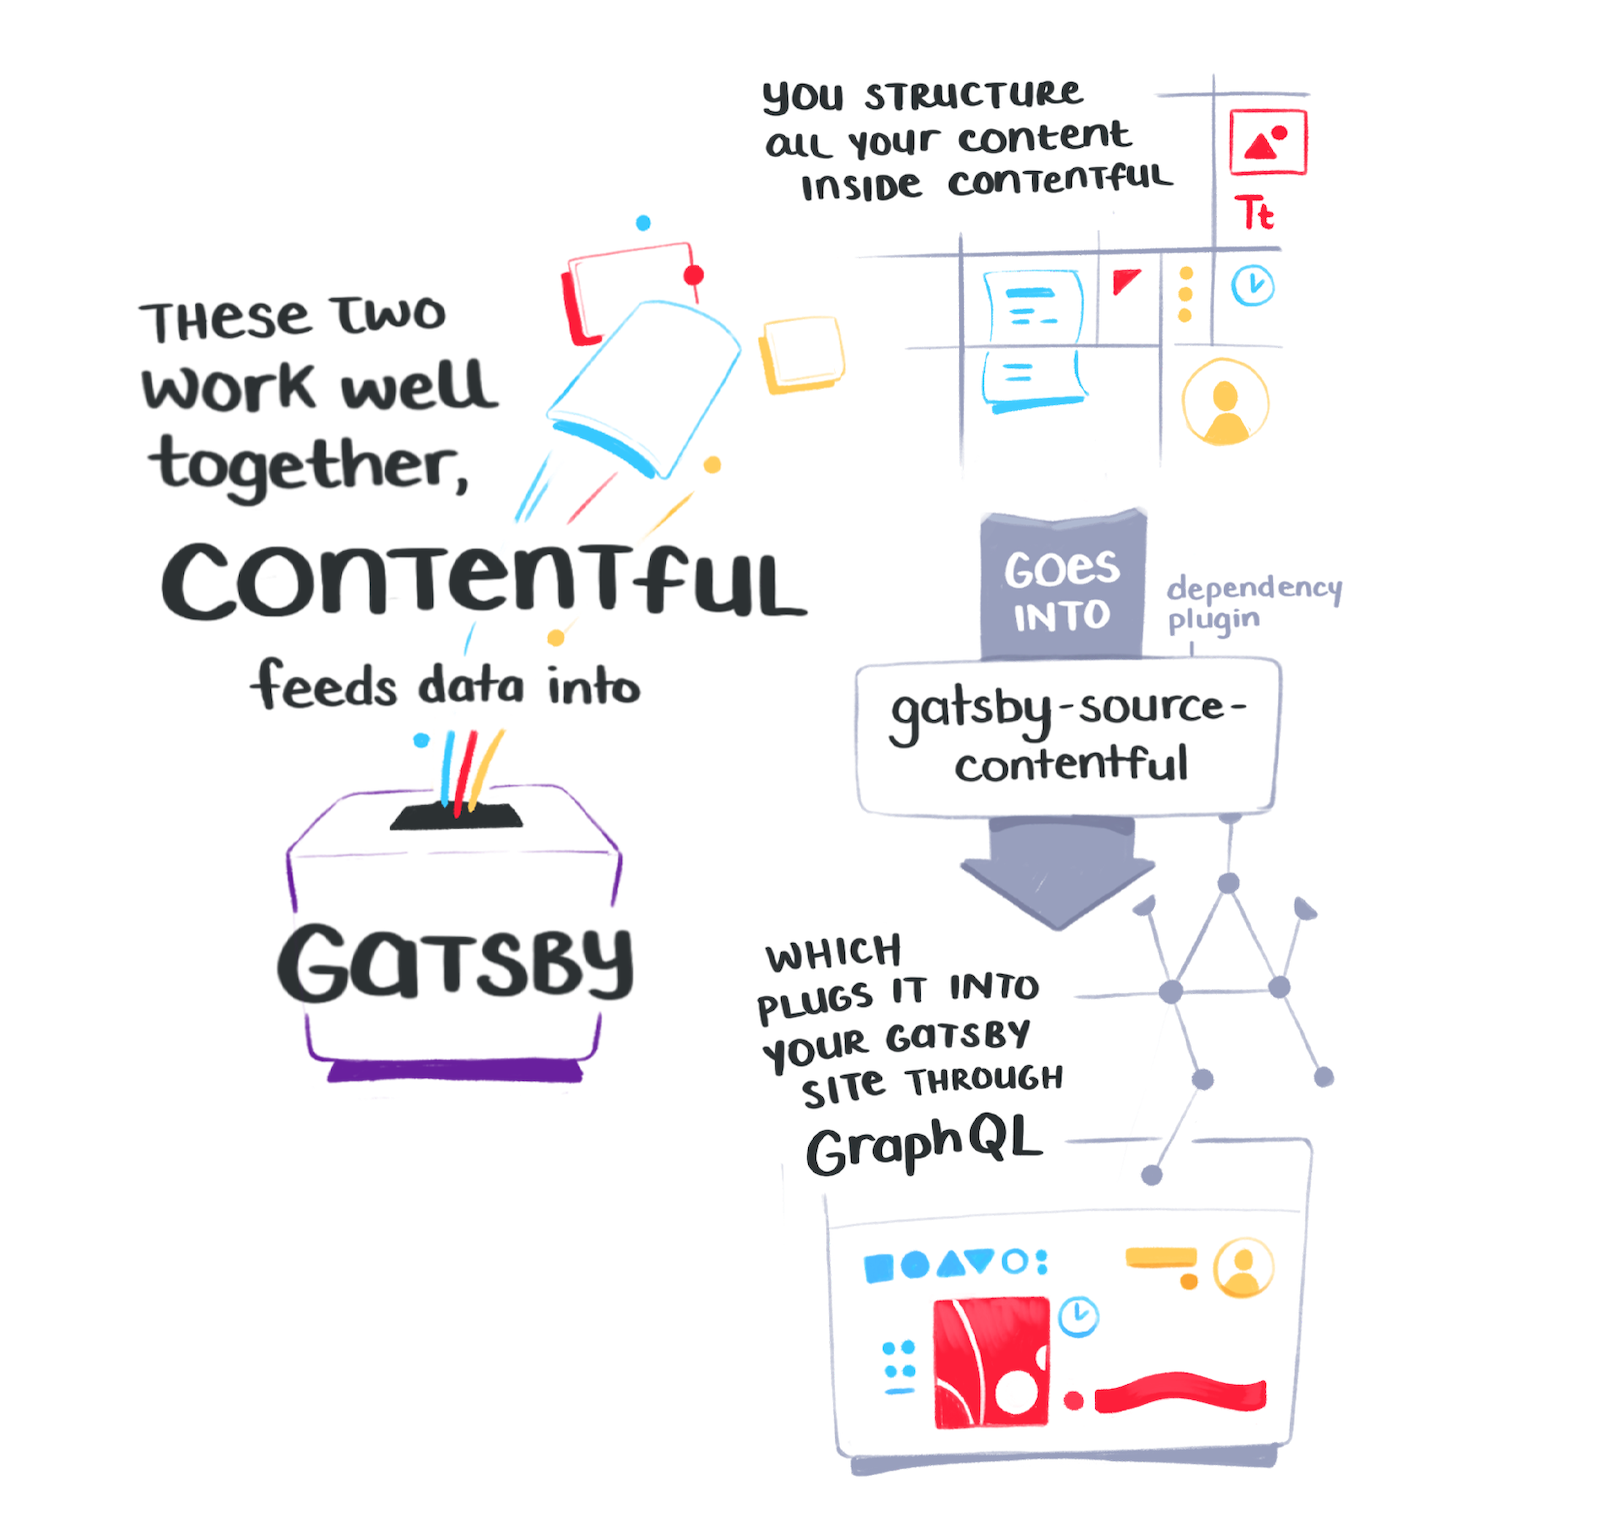 These two
work well
together,
Contentful
feeds data into
Gatsby
You structure
all your content
inside Contentful
Tt
Goes
into
dependency
plugin
gatsby-source-
contentful
Which
plugs it into
your Gatsby
site through
GraphQL